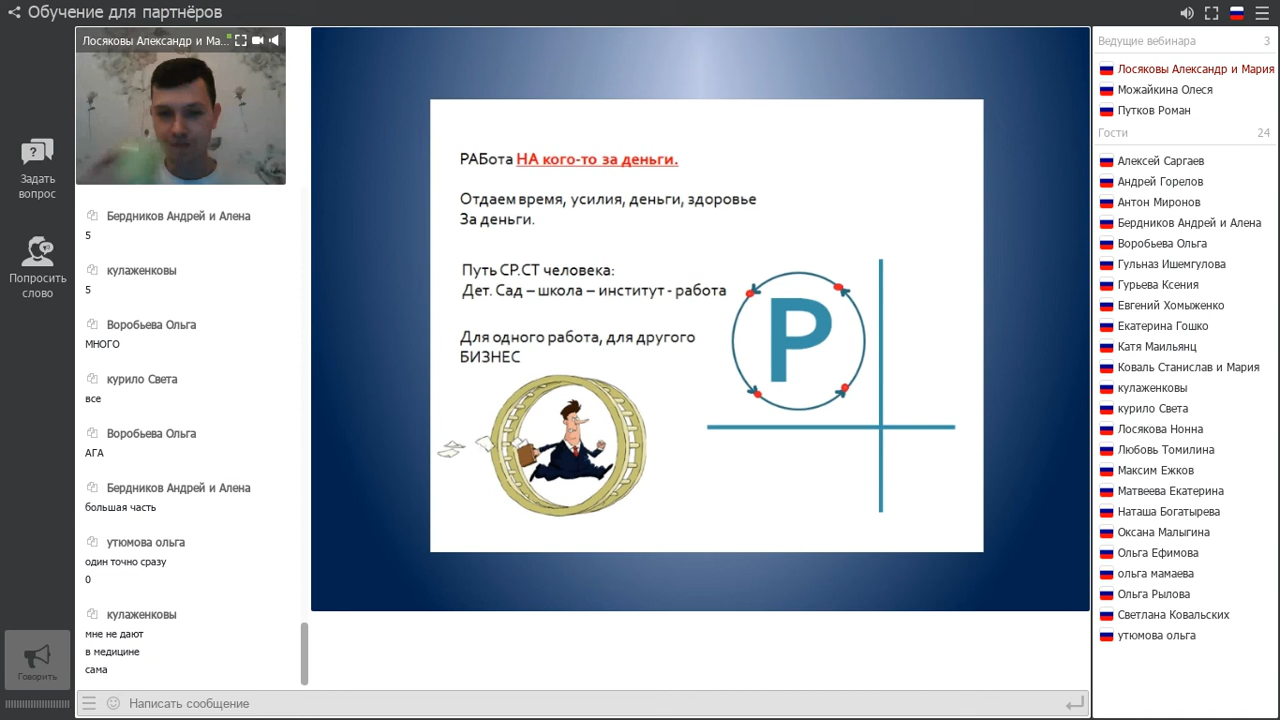 Обучение для партнёров
Лосяковы Александр и Ма...
Задать
вопрос
Попросить
слово
Говорить
Бердников Андрей и Алена
5
кулаженковы
5
Воробьева Ольга
МНОГО
курило Света
все
Воробьева Ольга
АГА
Бердников Андрей и Алена
большая часть
утюмова ольга
один точно сразу
0
кулаженковы
мне не дают
в медицине
сама
Написать сообщение
РАБота НА кого-то за деньги.
Отдаем время, усилия, деньги, здоровье
За деньги.
Путь СР.СТ человека:
Дет. Сад – школа – институт - работа
Для одного работа, для другого
БИЗНЕС
Р
Ведущие вебинара 3
Лосяковы Александр и Мария
Можайкина Олеся
Путков Роман
Гости 24
Алексей Саргаев
Андрей Горелов
Антон Миронов
Бердников Андрей и Алена
Воробьева Ольга
Гульназ Ишемгулова
Гурьева Ксения
Евгений Хомыженко
Екатерина Гошко
Катя Маильянц
Коваль Станислав и Мария
кулаженковы
курило Света
Лосякова Нонна
Любовь Томилина
Максим Ежков
Матвеева Екатерина
Наташа Богатырева
Оксана Малыгина
Ольга Ефимова
ольга мамаева
Ольга Рылова
Светлана Ковальских
утюмова ольга